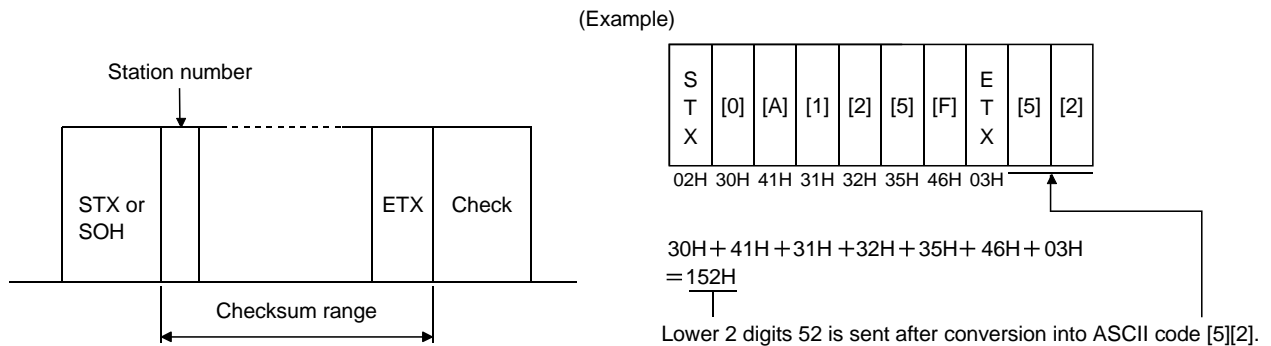 (Example)
Station number
STX or
SOH
ETX
Check
Checksum range
S
T
X
[0] [A] [1] [2] [5] [F]
E
T
X
[5] [2]
02H 30H 41H 31H 32H 35H 46H 03H
30H+41H+31H+32H+35H+46H+03H
=152H
Lower 2 digits 52 is sent after conversion into ASCII code [5][2].